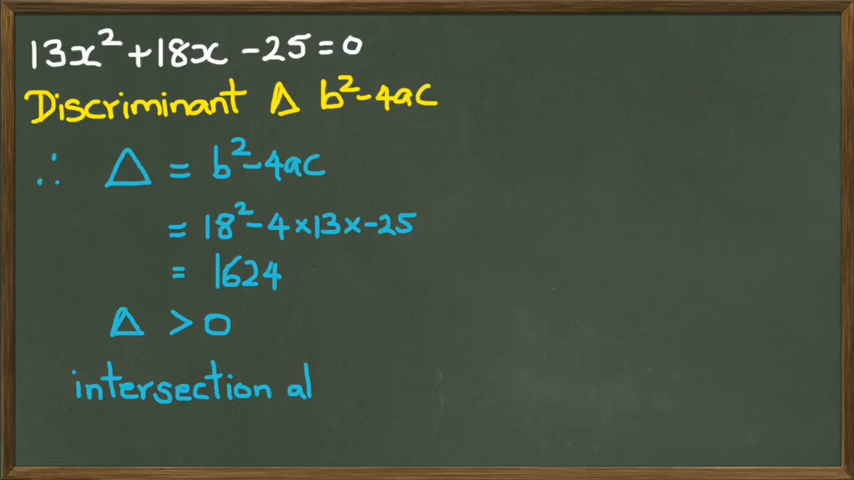 13x² + 18x - 25 = 0
Discriminant Δ b² - 4ac
∴ Δ = b² - 4ac
= 18² - 4 × 13 × -25
= 1624
Δ > 0
intersection al